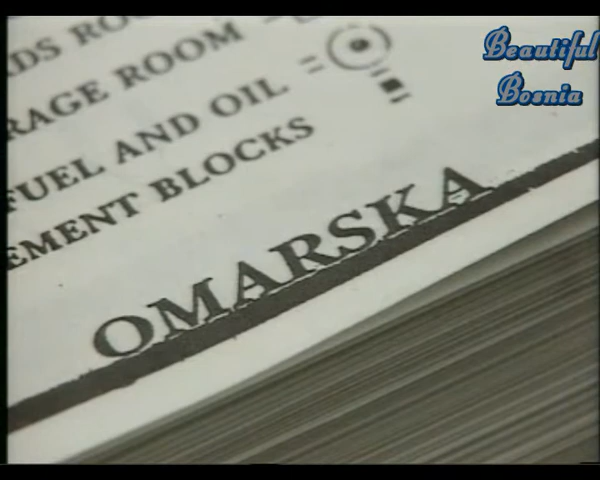 Beautiful
Bosnia
RAGE ROOM
FUEL AND OIL
EMENT BLOCKS
OMARSKA